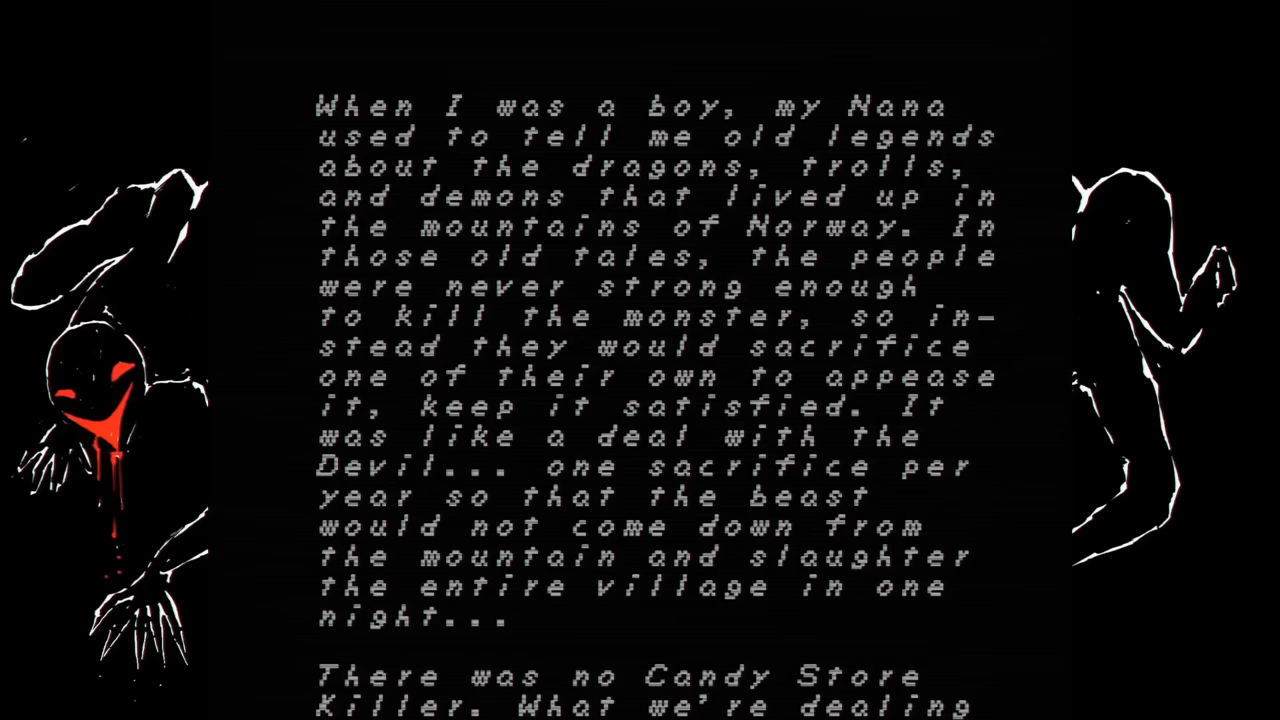 When I was a boy, my Nana
used to tell me old legends
about the dragons, trolls,
and demons that lived up in
the mountains of Norway. In
those old tales, the people
were never strong enough
to kill the monster, so in-
stead they would sacrifice
one of their own to appease
it, keep it satisfied. It
was like a deal with the
Devil... one sacrifice per
year so that the beast
would not come down from
the mountain and slaughter
the entire village in one
night...
There was no Candy Store
Killer. What we're dealing